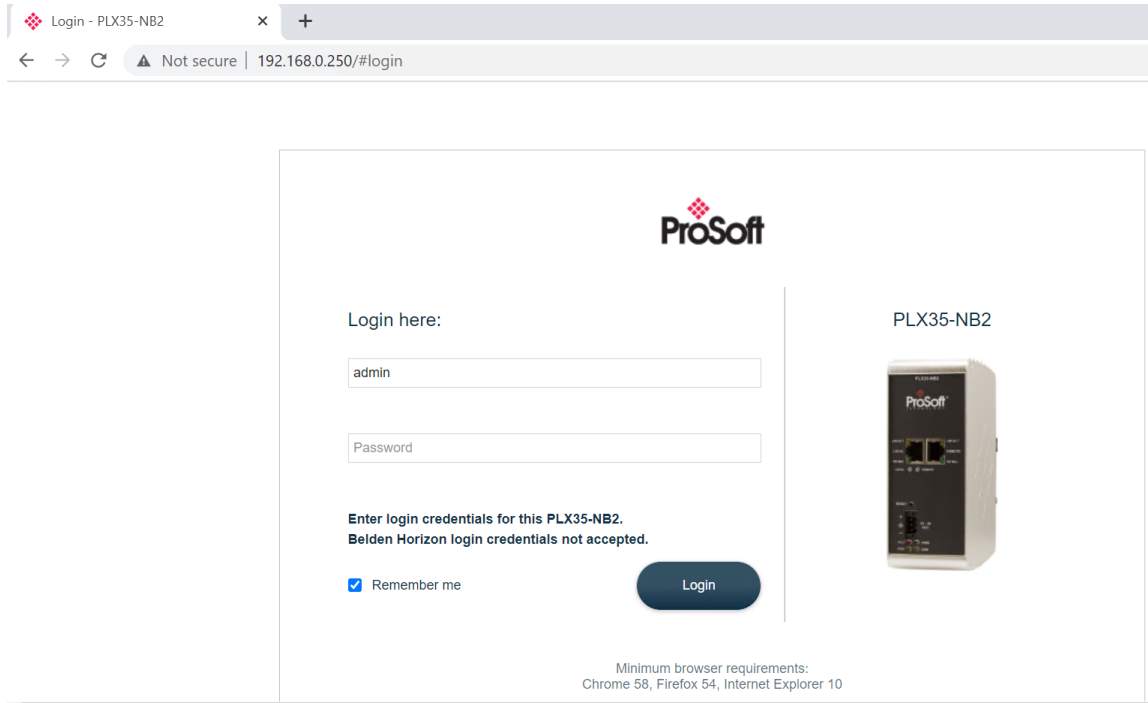 Login - PLX35-NB2
Not secure
192.168.0.250/#login
ProSoft
Login here:
PLX35-NB2
admin
Password
ProSoft
Enter login credentials for this PLX35-NB2.
Belden Horizon login credentials not accepted.
Remember me
Login
Minimum browser requirements:
Chrome 58, Firefox 54, Internet Explorer 10